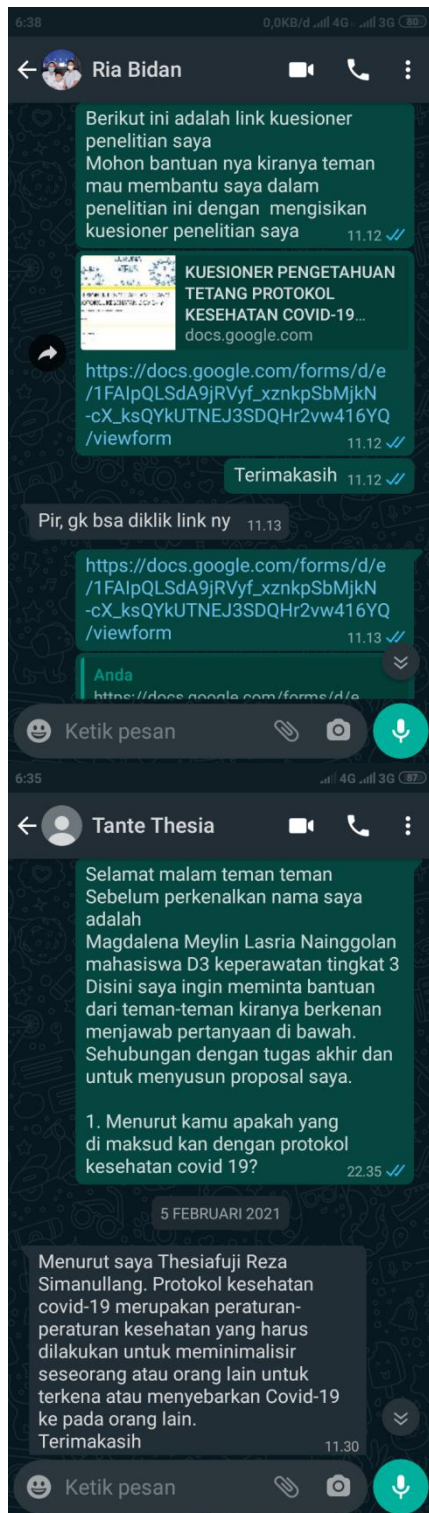 6:38
0,0KB/d 4G 3G 80
Ria Bidan
Berikut ini adalah link kuesioner
penelitian saya
Mohon bantuan nya kiranya teman
mau membantu saya dalam
penelitian ini dengan mengisikan
kuesioner penelitian saya
11.12
KUESIONER PENGETAHUAN
TETANG PROTOKOL
KESEHATAN COVID-19...
docs.google.com
https://docs.google.com/forms/d/e
/1FAIpQLSdA9jRVyf_xznkpSbMjkN
-cX_ksQYkUTNEJ3SDQHr2vw416YQ
/viewform
11.12
Terimakasih 11.12
Pir, gk bsa diklik link ny 11.13
https://docs.google.com/forms/d/e
/1FAIpQLSdA9jRVyf_xznkpSbMjkN
-cX_ksQYkUTNEJ3SDQHr2vw416YQ
/viewform
11.13
Anda
https://docs.google.com/forms/d/e
Ketik pesan
6:35
4G 3G 87
Tante Thesia
Selamat malam teman teman
Sebelum perkenalkan nama saya
adalah
Magdalena Meylin Lasria Nainggolan
mahasiswa D3 keperawatan tingkat 3
Disini saya ingin meminta bantuan
dari teman-teman kiranya berkenan
menjawab pertanyaan di bawah.
Sehubungan dengan tugas akhir dan
untuk menyusun proposal saya.
1. Menurut kamu apakah yang
di maksud kan dengan protokol
kesehatan covid 19?
22.35
5 FEBRUARI 2021
Menurut saya Thesiafuji Reza
Simanullang. Protokol kesehatan
covid-19 merupakan peraturan-
peraturan kesehatan yang harus
dilakukan untuk meminimalisir
seseorang atau orang lain untuk
terkena atau menyebarkan Covid-19
ke pada orang lain.
Terimakasih
11.30
Ketik pesan